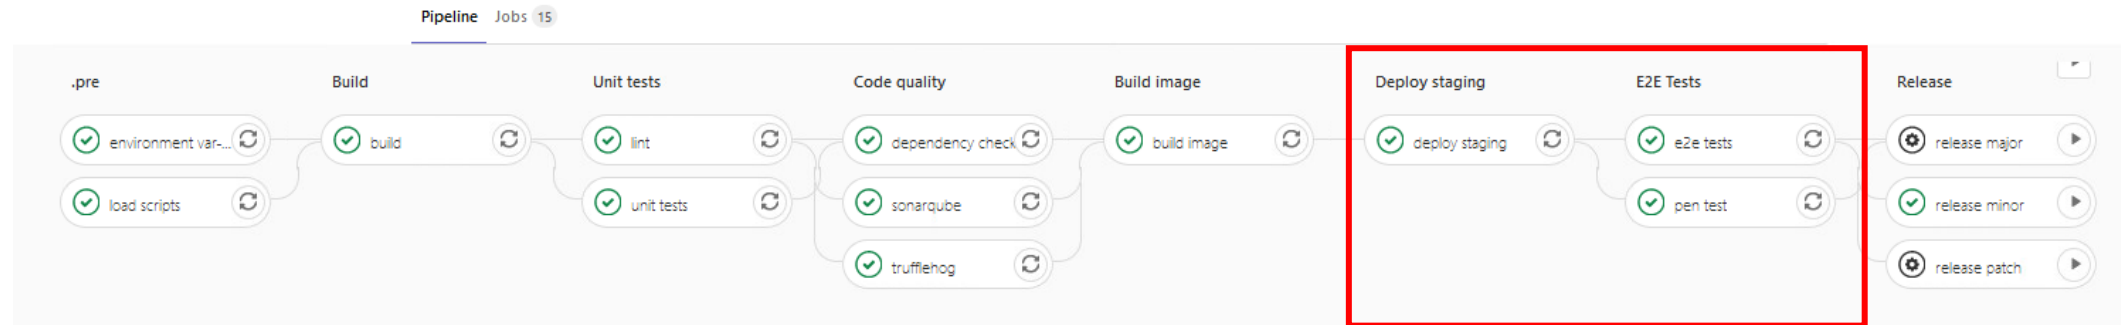 Pipeline Jobs 15
.pre
environment var-...
load scripts
Build
build
Unit tests
lint
unit tests
Code quality
dependency check
sonarqube
trufflehog
Build image
build image
Deploy staging
deploy staging
E2E Tests
e2e tests
pen test
Release
release major
release minor
release patch